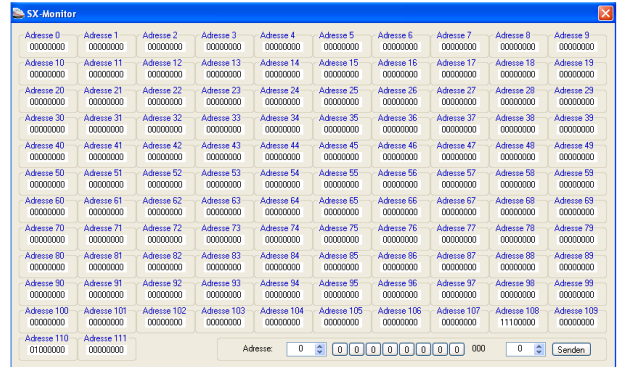 SX-Monitor
Adresse 0 Adresse 1 Adresse 2 Adresse 3 Adresse 4 Adresse 5 Adresse 6 Adresse 7 Adresse 8 Adresse 9
00000000 00000000 00000000 00000000 00000000 00000000 00000000 00000000 00000000 00000000
Adresse 10 Adresse 11 Adresse 12 Adresse 13 Adresse 14 Adresse 15 Adresse 16 Adresse 17 Adresse 18 Adresse 19
00000000 00000000 00000000 00000000 00000000 00000000 00000000 00000000 00000000 00000000
Adresse 20 Adresse 21 Adresse 22 Adresse 23 Adresse 24 Adresse 25 Adresse 26 Adresse 27 Adresse 28 Adresse 29
00000000 00000000 00000000 00000000 00000000 00000000 00000000 00000000 00000000 00000000
Adresse 30 Adresse 31 Adresse 32 Adresse 33 Adresse 34 Adresse 35 Adresse 36 Adresse 37 Adresse 38 Adresse 39
00000000 00000000 00000000 00000000 00000000 00000000 00000000 00000000 00000000 00000000
Adresse 40 Adresse 41 Adresse 42 Adresse 43 Adresse 44 Adresse 45 Adresse 46 Adresse 47 Adresse 48 Adresse 49
00000000 00000000 00000000 00000000 00000000 00000000 00000000 00000000 00000000 00000000
Adresse 50 Adresse 51 Adresse 52 Adresse 53 Adresse 54 Adresse 55 Adresse 56 Adresse 57 Adresse 58 Adresse 59
00000000 00000000 00000000 00000000 00000000 00000000 00000000 00000000 00000000 00000000
Adresse 60 Adresse 61 Adresse 62 Adresse 63 Adresse 64 Adresse 65 Adresse 66 Adresse 67 Adresse 68 Adresse 69
00000000 00000000 00000000 00000000 00000000 00000000 00000000 00000000 00000000 00000000
Adresse 70 Adresse 71 Adresse 72 Adresse 73 Adresse 74 Adresse 75 Adresse 76 Adresse 77 Adresse 78 Adresse 79
00000000 00000000 00000000 00000000 00000000 00000000 00000000 00000000 00000000 00000000
Adresse 80 Adresse 81 Adresse 82 Adresse 83 Adresse 84 Adresse 85 Adresse 86 Adresse 87 Adresse 88 Adresse 89
00000000 00000000 00000000 00000000 00000000 00000000 00000000 00000000 00000000 00000000
Adresse 90 Adresse 91 Adresse 92 Adresse 93 Adresse 94 Adresse 95 Adresse 96 Adresse 97 Adresse 98 Adresse 99
00000000 00000000 00000000 00000000 00000000 00000000 00000000 00000000 00000000 00000000
Adresse 100 Adresse 101 Adresse 102 Adresse 103 Adresse 104 Adresse 105 Adresse 106 Adresse 107 Adresse 108 Adresse 109
00000000 00000000 00000000 00000000 00000000 00000000 00000000 00000000 11100000 00000000
Adresse 110 Adresse 111
01000000 00000000 Adresse: 0 0 0 0 0 0 0 0 0 000 0 Senden